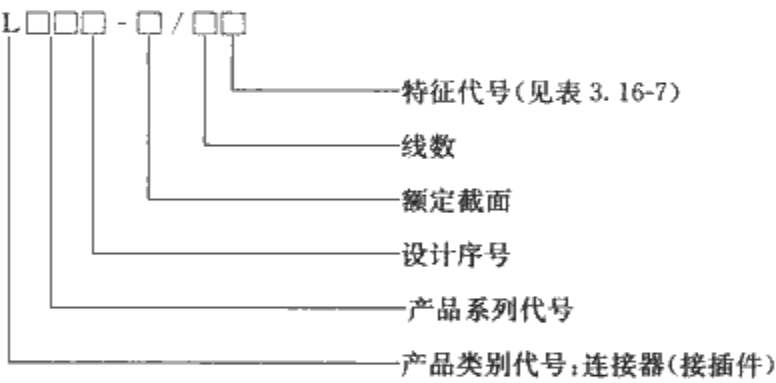 L□□□-□/□□
特征代号(见表 3.16-7)
线数
额定截面
设计序号
产品系列代号
产品类别代号:连接器(接插件)